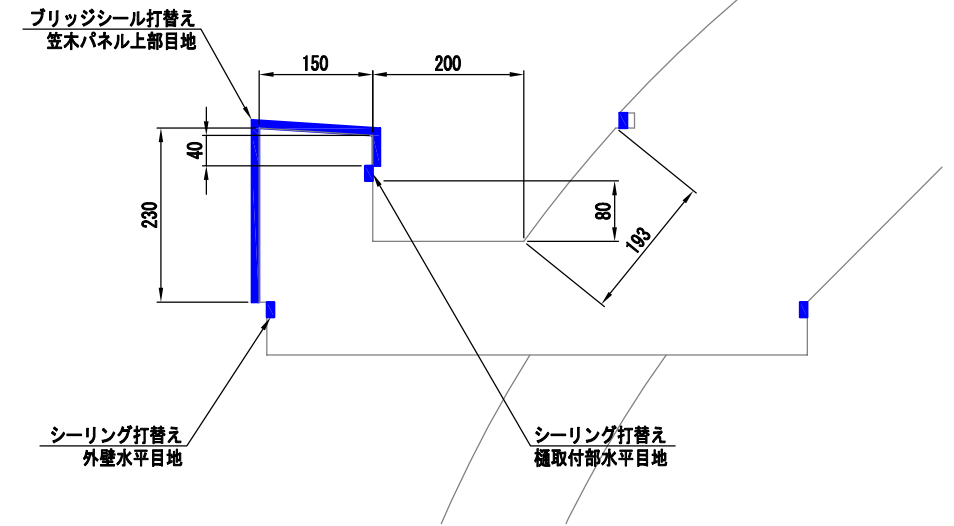 ブリッジシール打替え
笠木パネル上部目地
150
200
40
230
80
193
シーリング打替え
外壁水平目地
シーリング打替え
樋取付部水平目地